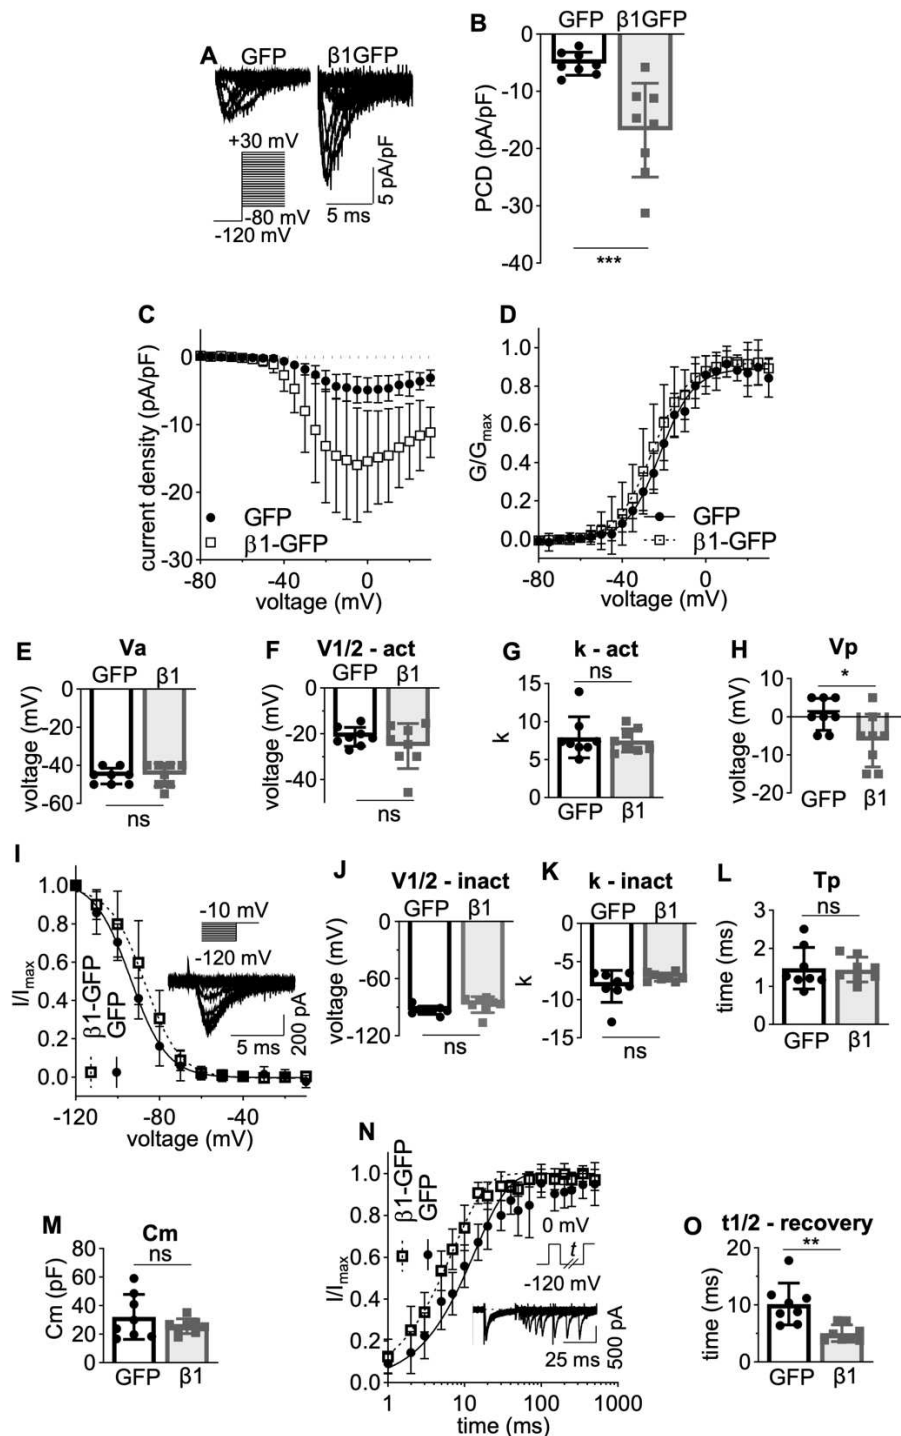 A
GFP
β1GFP
+30 mV
-80 mV
-120 mV
5 ms
5 pA/pF
B
GFP
β1GFP
0
-10
-20
-30
-40
PCD (pA/pF)
***
C
0
-10
-20
-30
current density (pA/pF)
GFP
β1-GFP
-80
-40
0
voltage (mV)
D
1.0
0.8
0.6
0.4
0.2
0.0
G/Gmax
GFP
β1-GFP
-80
-40
0
voltage (mV)
E
Va
GFP
β1
0
-20
-40
-60
voltage (mV)
ns
F
V1/2 - act
GFP
β1
0
-20
-40
voltage (mV)
ns
G
k - act
ns
15
10
5
0
k
GFP
β1
H
Vp
*
10
0
-10
-20
voltage (mV)
GFP
β1
I
1.0
0.8
0.6
0.4
0.2
0.0
I/Imax
β1-GFP
GFP
-10 mV
-120 mV
5 ms
200 pA
-120
-80
-40
voltage (mV)
J
V1/2 - inact
GFP
β1
0
-60
-120
voltage (mV)
ns
K
k - inact
GFP
β1
0
-5
-10
-15
k
ns
L
Tp
ns
3
2
1
0
time (ms)
GFP
β1
M
Cm
ns
80
60
40
20
0
Cm (pF)
GFP
β1
N
1.0
0.8
0.6
0.4
0.2
0.0
I/Imax
β1-GFP
GFP
0 mV
t
-120 mV
25 ms
500 pA
1
10
100
1000
time (ms)
O
t1/2 - recovery
**
20
10
0
time (ms)
GFP
β1